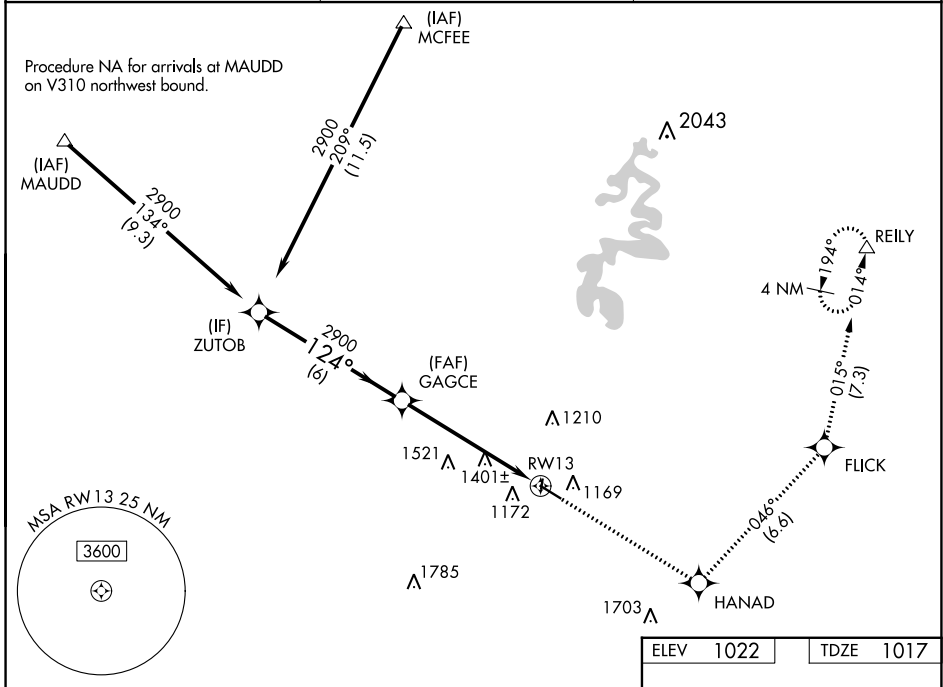 (IAF)
MCFEE
Procedure NA for arrivals at MAUDD
on V310 northwest bound.
2900
209°
(11.5)
2043
(IAF)
MAUDD
2900
134°
(9.3)
REILY
194°
014°
4 NM
(IF)
ZUTOB
2900
124°
(6)
(FAF)
GAGCE
015°
(7.3)
1210
FLICK
1521
1401±
RW13
1169
1172
046°
(6.6)
MSA RW13 25 NM
3600
1785
HANAD
1703
ELEV 1022
TDZE 1017